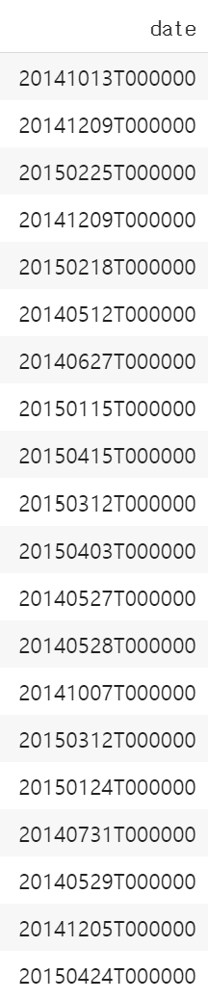 date
20141013T000000
20141209T000000
20150225T000000
20141209T000000
20150218T000000
20140512T000000
20140627T000000
20150115T000000
20150415T000000
20150312T000000
20150403T000000
20140527T000000
20140528T000000
20141007T000000
20150312T000000
20150124T000000
20140731T000000
20140529T000000
20141205T000000
20150424T000000